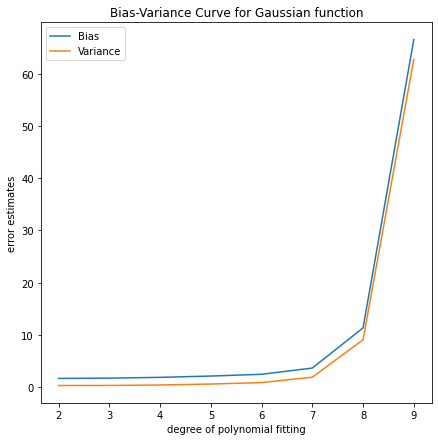 Bias-Variance Curve for Gaussian function
Bias
Variance
error estimates
60
50
40
30
20
10
0
2 3 4 5 6 7 8 9
degree of polynomial fitting